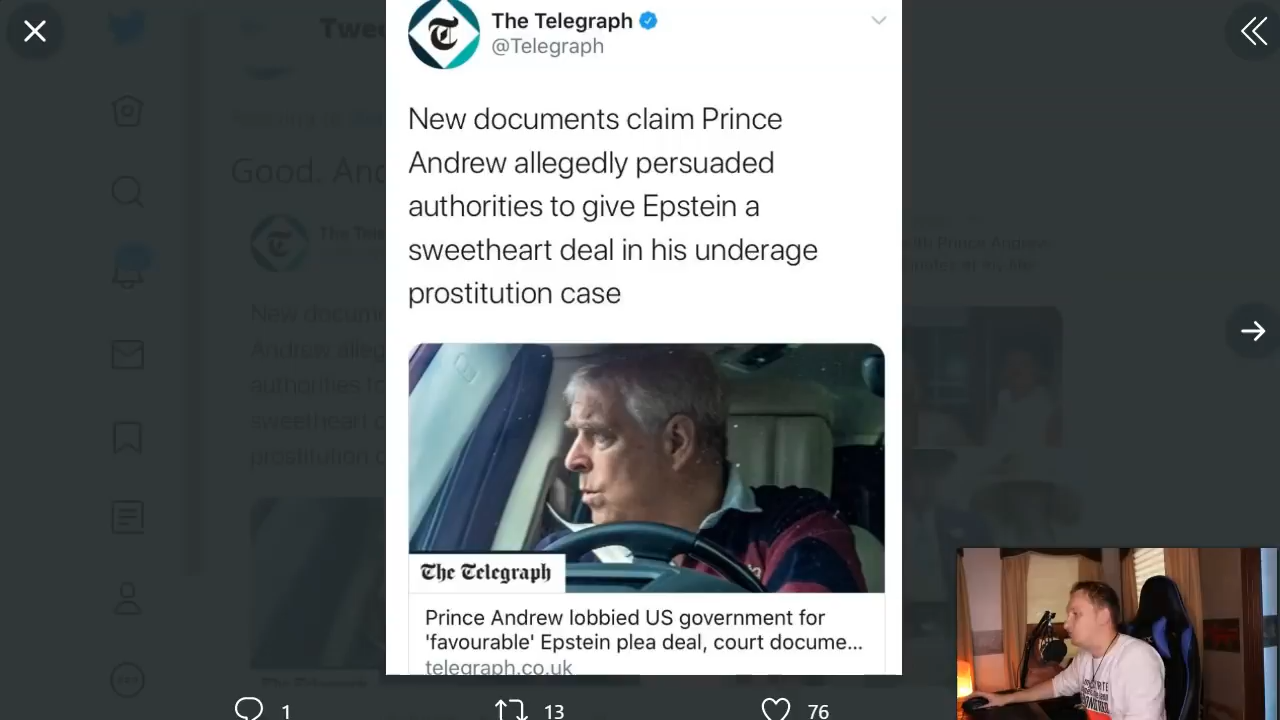 The Telegraph
@Telegraph
New documents claim Prince
Andrew allegedly persuaded
authorities to give Epstein a
sweetheart deal in his underage
prostitution case
The Telegraph
Prince Andrew lobbied US government for
'favourable' Epstein plea deal, court docume...
telegraph.co.uk
1
13
76
Good. And